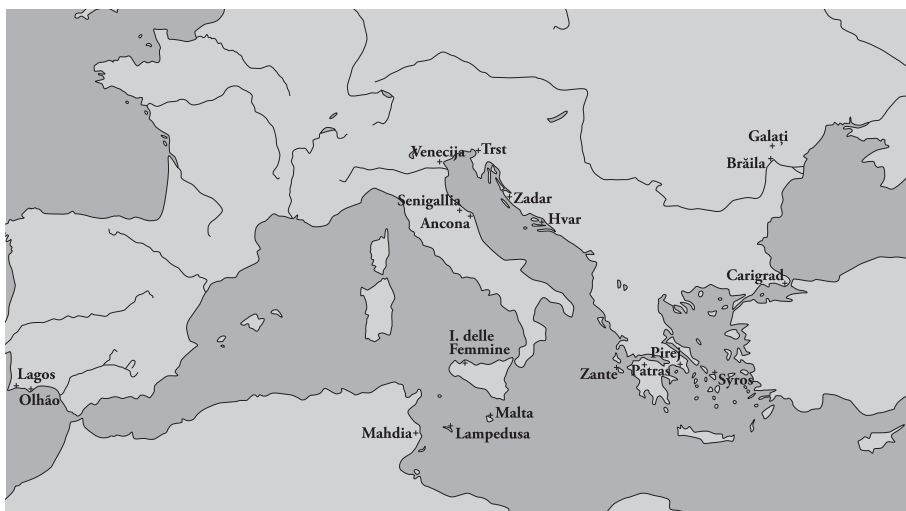 Galați
Brăila
Venecija
Trst
Zadar
Senigallia
Ancona
Hvar
Carigrad
I. delle
Femmine
Pirej
Zante
Patras
Syros
Lagos
Olhão
Malta
Mahdia
Lampedusa